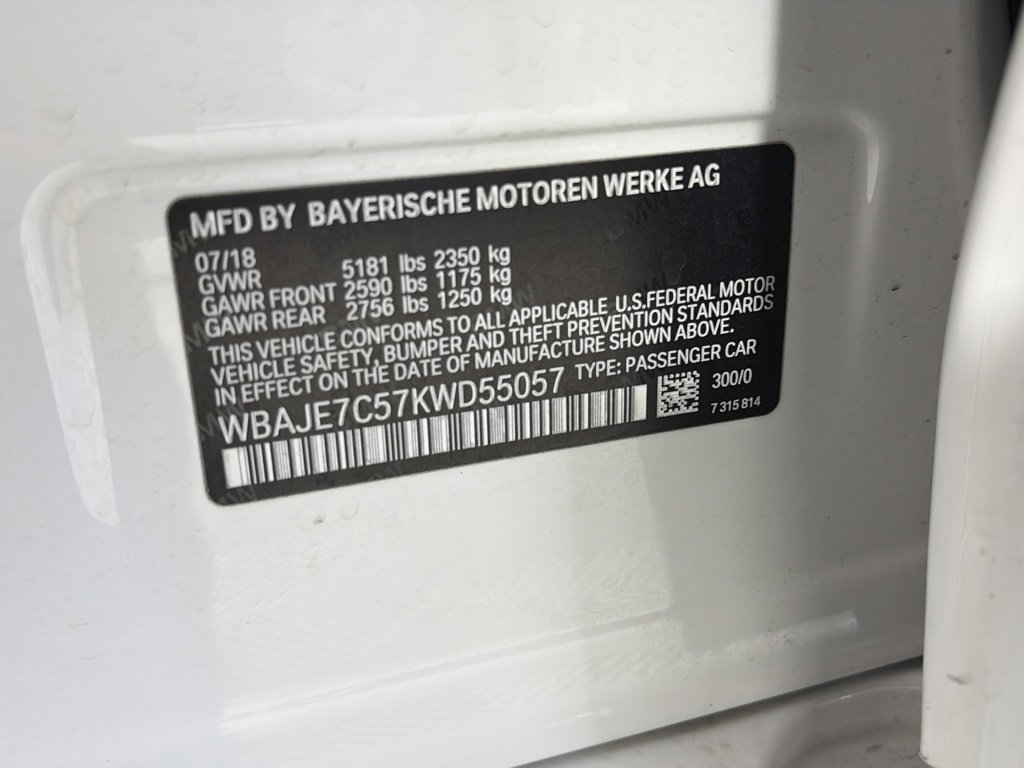 MFD BY BAYERISCHE MOTOREN WERKE AG
07/18
GVWR 5181 lbs 2350 kg
GAWR FRONT 2590 lbs 1175 kg
GAWR REAR 2756 lbs 1250 kg
THIS VEHICLE CONFORMS TO ALL APPLICABLE U.S.FEDERAL MOTOR
VEHICLE SAFETY, BUMPER AND THEFT PREVENTION STANDARDS
IN EFFECT ON THE DATE OF MANUFACTURE SHOWN ABOVE.
WBAJE7C57KWD55057 TYPE: PASSENGER CAR
300/0
7 315 814